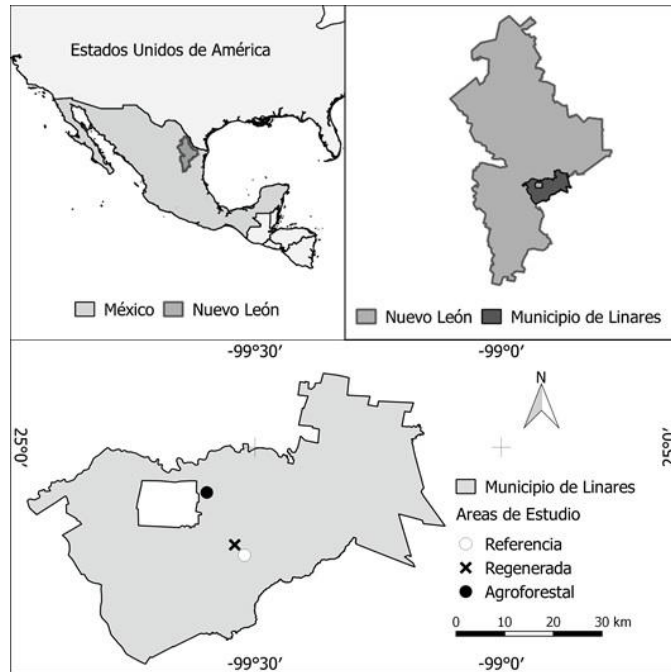 Estados Unidos de América
México
Nuevo León
Nuevo León
Municipio de Linares
-99°30’
-99°0’
N
25°0’
25°0’
Municipio de Linares
Areas de Estudio
Referencia
Regenerada
Agroforestal
0 10 20 30 km
-99°30’
-99°0’